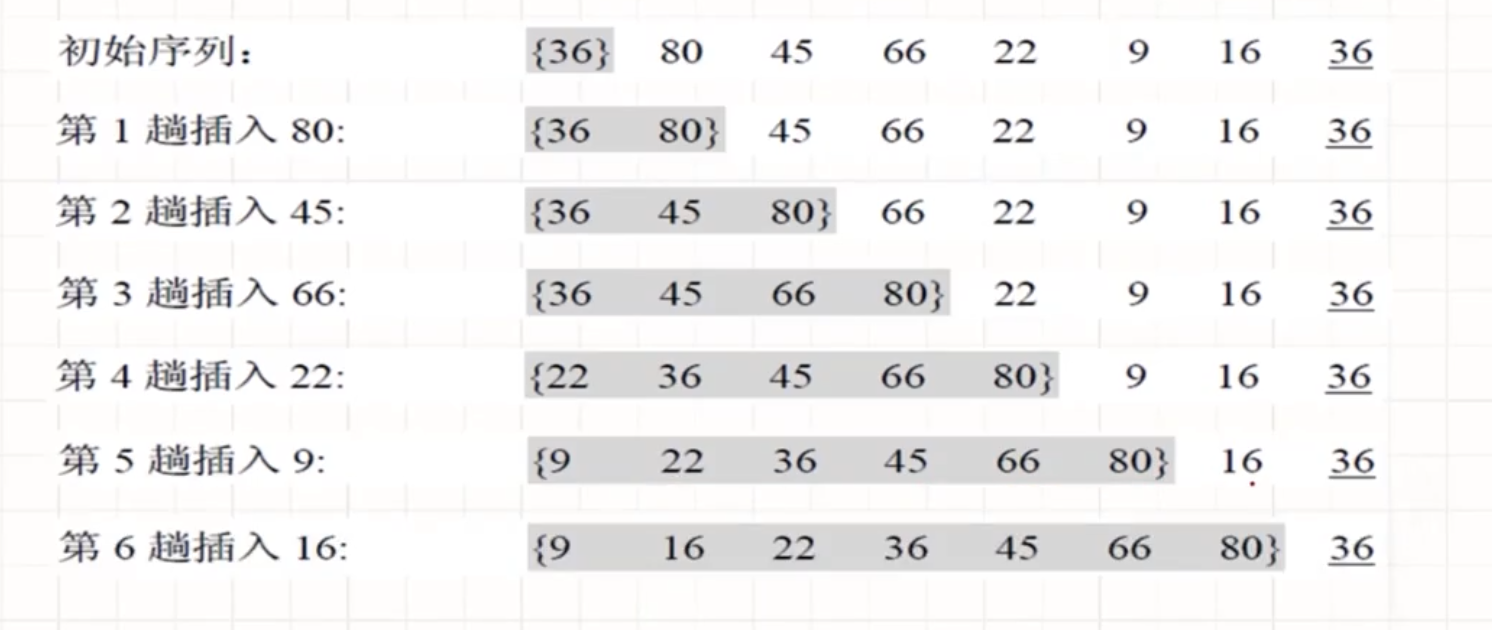 初始序列： {36} 80 45 66 22 9 16 36
第 1 趟插入 80: {36 80} 45 66 22 9 16 36
第 2 趟插入 45: {36 45 80} 66 22 9 16 36
第 3 趟插入 66: {36 45 66 80} 22 9 16 36
第 4 趟插入 22: {22 36 45 66 80} 9 16 36
第 5 趟插入 9: {9 22 36 45 66 80} 16 36
第 6 趟插入 16: {9 16 22 36 45 66 80} 36